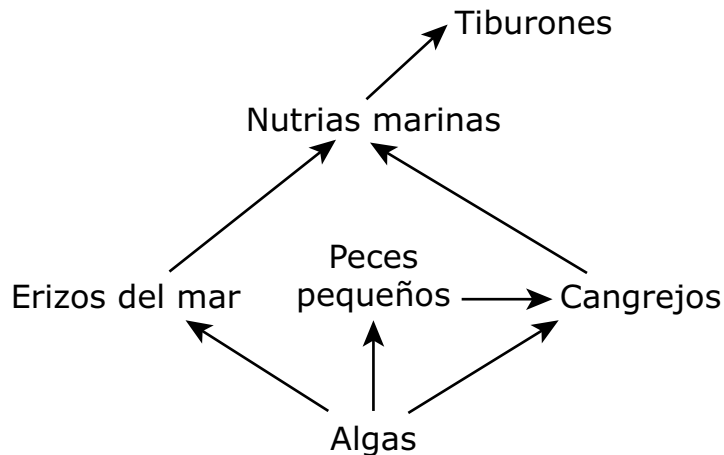 Tiburones
Nutrias marinas
Peces
pequeños
Erizos del mar
Cangrejos
Algas